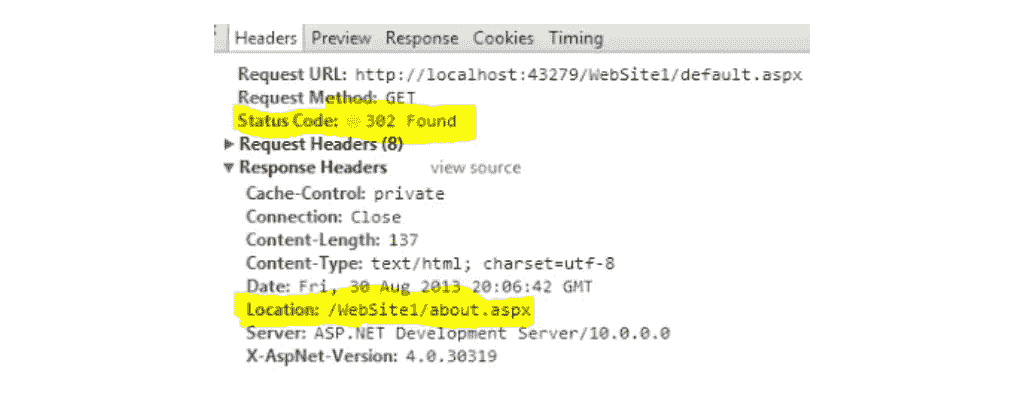 Headers Preview Response Cookies Timing
Request URL: http://localhost:43279/WebSite1/default.aspx
Request Method: GET
Status Code: 302 Found
Request Headers (8)
Response Headers view source
Cache-Control: private
Connection: Close
Content-Length: 137
Content-Type: text/html; charset=utf-8
Date: Fri, 30 Aug 2013 20:06:42 GMT
Location: /WebSite1/about.aspx
Server: ASP.NET Development Server/10.0.0.0
X-AspNet-Version: 4.0.30319